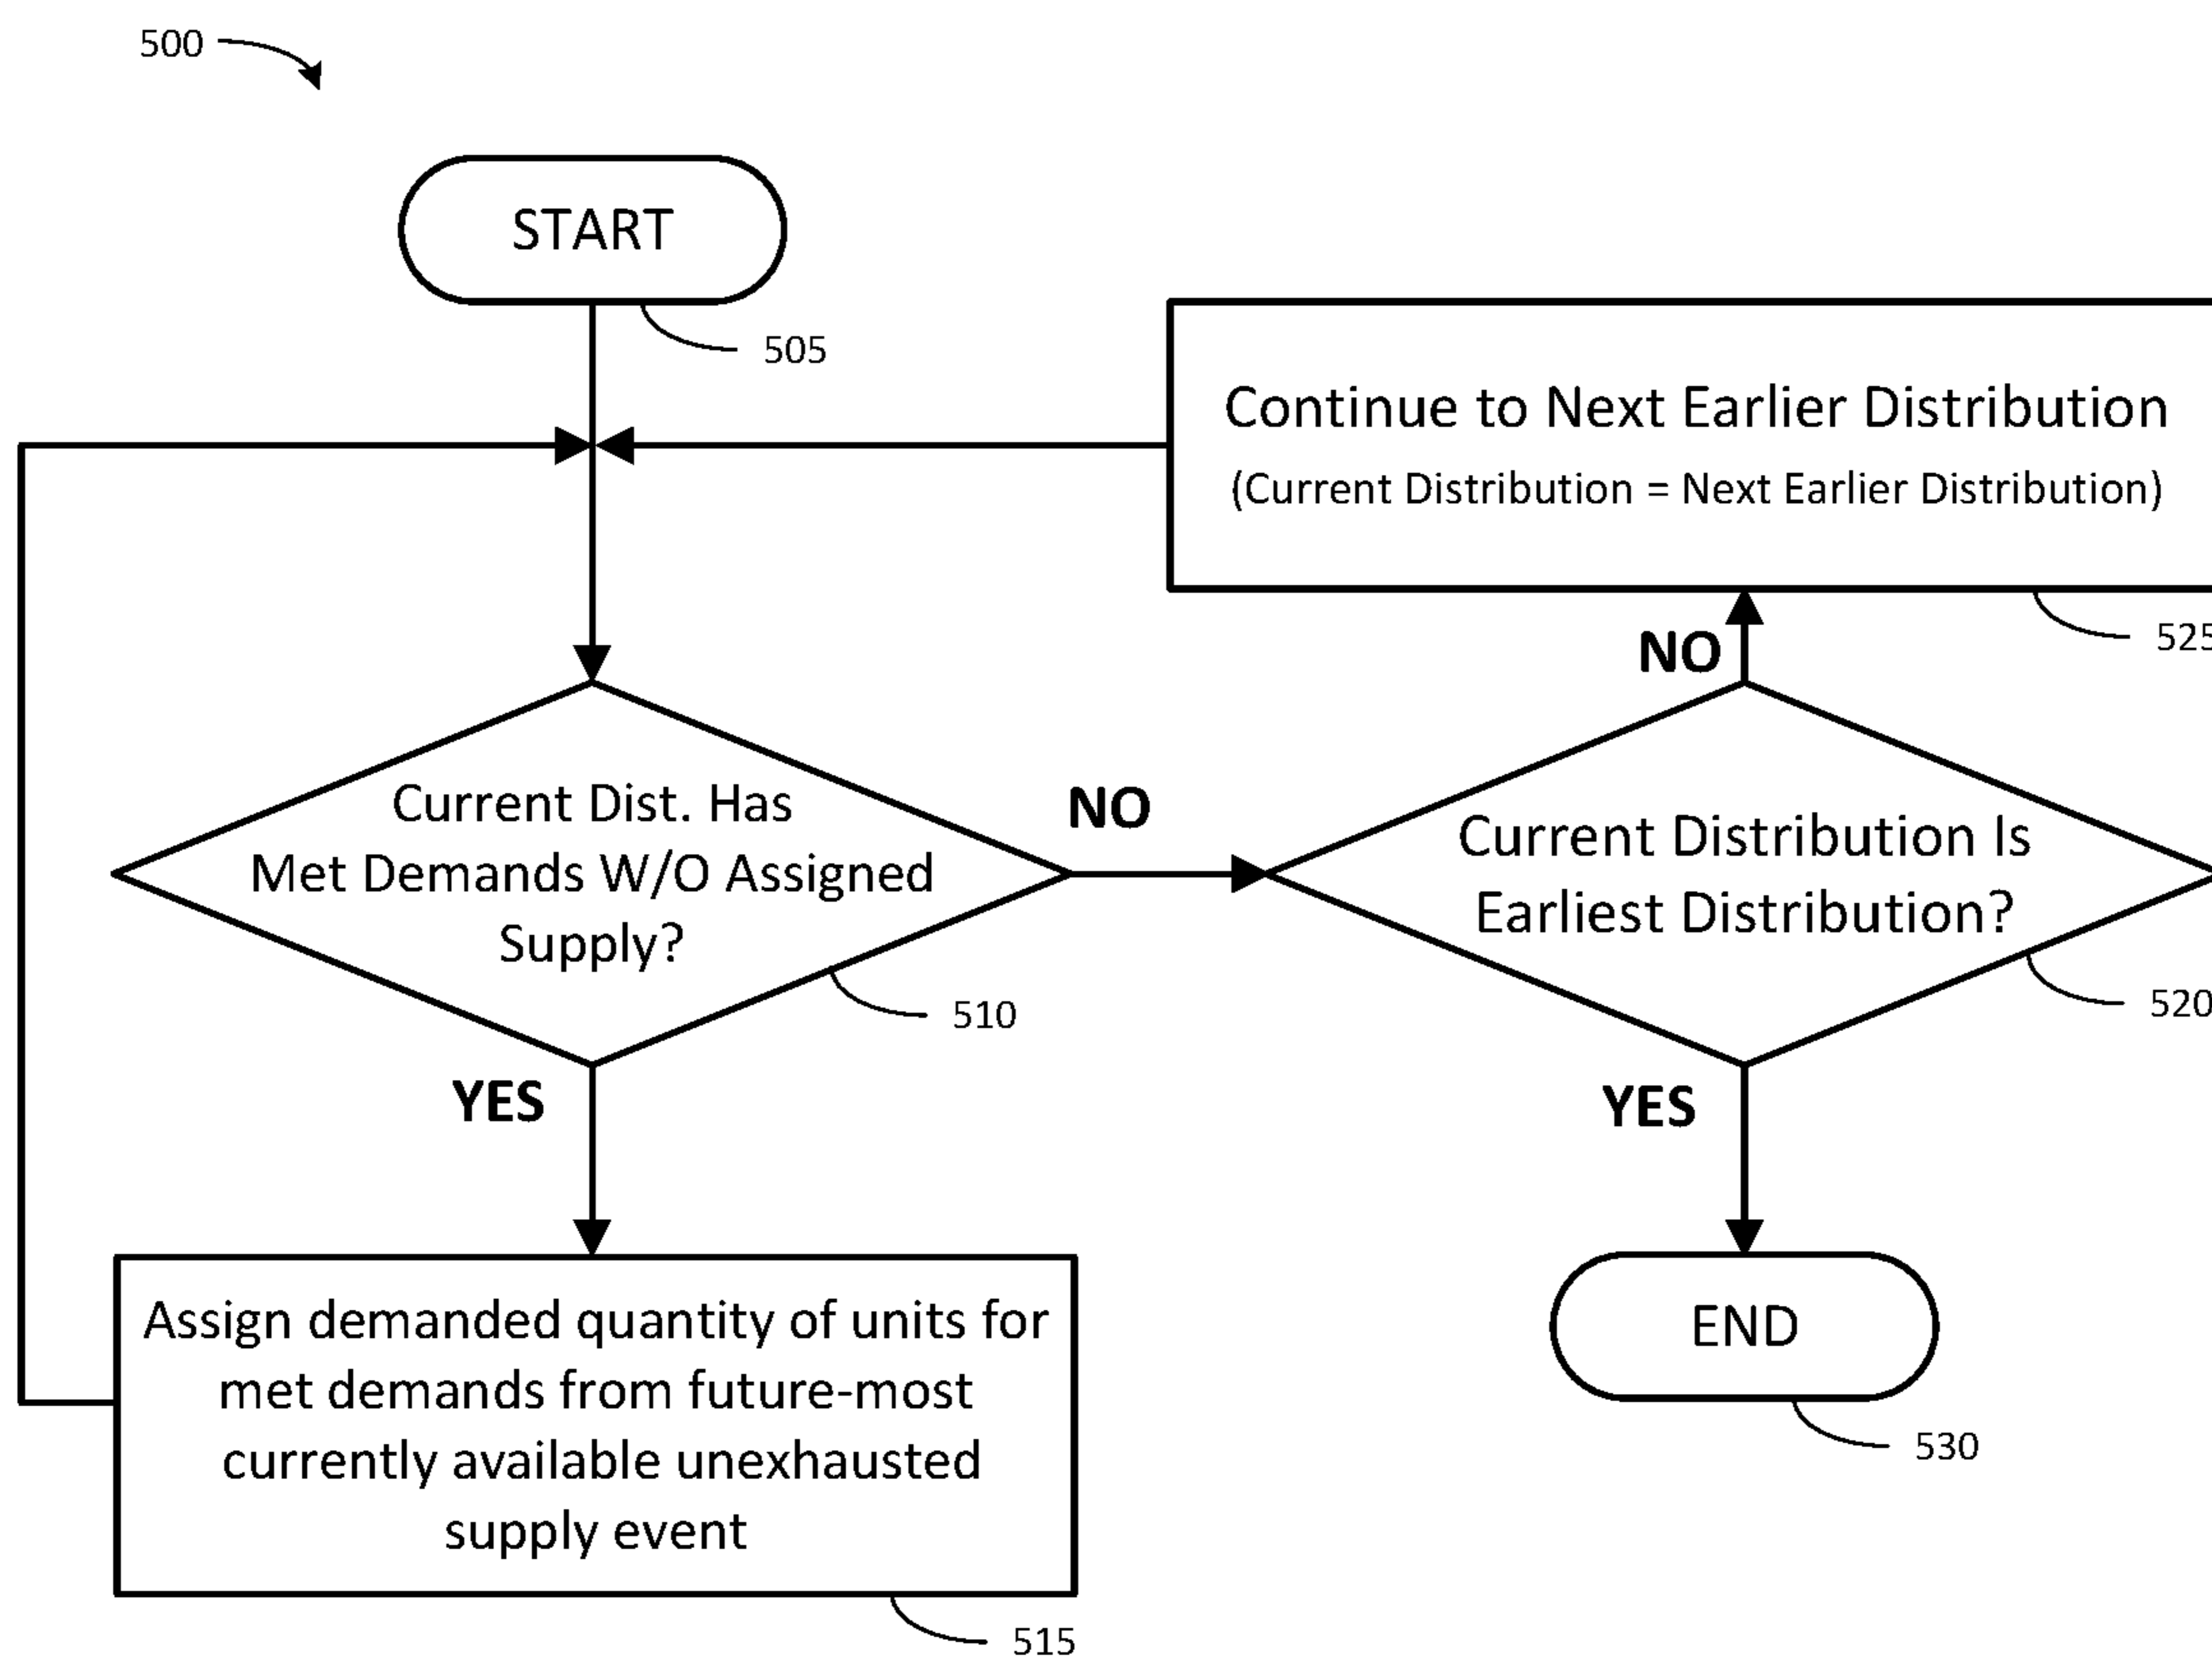 500
START
505
Continue to Next Earlier Distribution
(Current Distribution = Next Earlier Distribution)
525
NO
Current Dist. Has
Met Demands W/O Assigned
Supply?
510
NO
Current Distribution Is
Earliest Distribution?
520
YES
YES
Assign demanded quantity of units for
met demands from future-most
currently available unexhausted
supply event
515
END
530